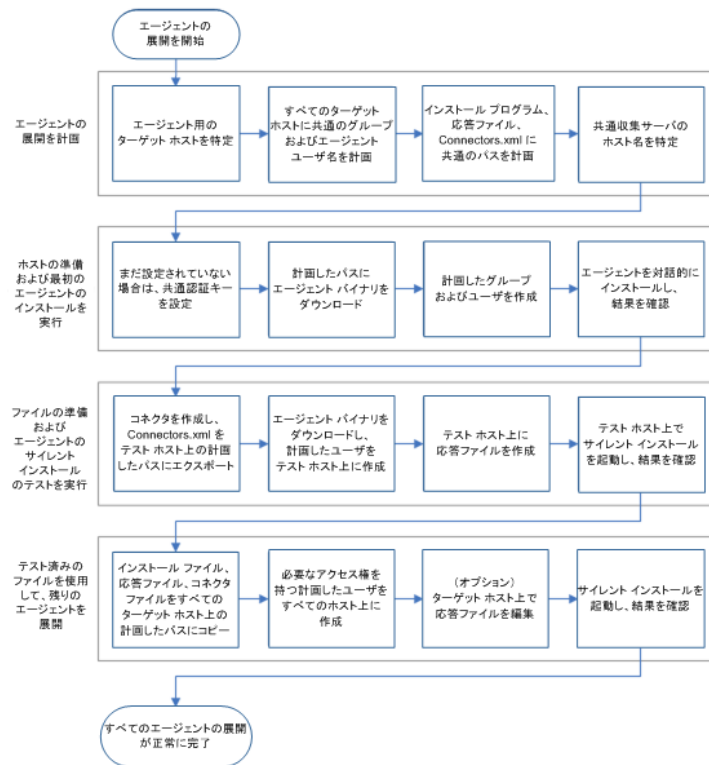 エージェントの
展開を開始
エージェントの
展開を計画
エージェント用の
ターゲット ホストを特定
すべてのターゲット
ホストに共通のグループ
およびエージェント
ユーザ名を計画
インストール プログラム、
応答ファイル、
Connectors.xml に
共通のパスを計画
共通収集サーバの
ホスト名を特定
ホストの準備
および最初の
エージェントの
インストールを
実行
まだ設定されていない
場合は、共通認証キー
を設定
計画したパスに
エージェント バイナリを
ダウンロード
計画したグループ
およびユーザを作成
エージェントを対話的に
インストールし、
結果を確認
ファイルの準備
および
エージェントの
サイレント
インストール
のテストを実行
コネクタを作成し、
Connectors.xml を
テスト ホスト上の計画
したパスにエクスポート
エージェント バイナリを
ダウンロードし、
計画したユーザを
テスト ホスト上に作成
テスト ホスト上に
応答ファイルを作成
テスト ホスト上で
サイレント インストール
を起動し、結果を確認
テスト済みの
ファイルを使用
して、残りの
エージェントを
展開
インストール ファイル、
応答ファイル、コネクタ
ファイルをすべての
ターゲット ホスト上の
計画したパスにコピー
必要なアクセス権を
持つ計画したユーザを
すべてのホスト上に
作成
(オプション)
ターゲット ホスト上で
応答ファイルを編集
サイレント インストールを
起動し、結果を確認
すべてのエージェントの展開
が正常に完了